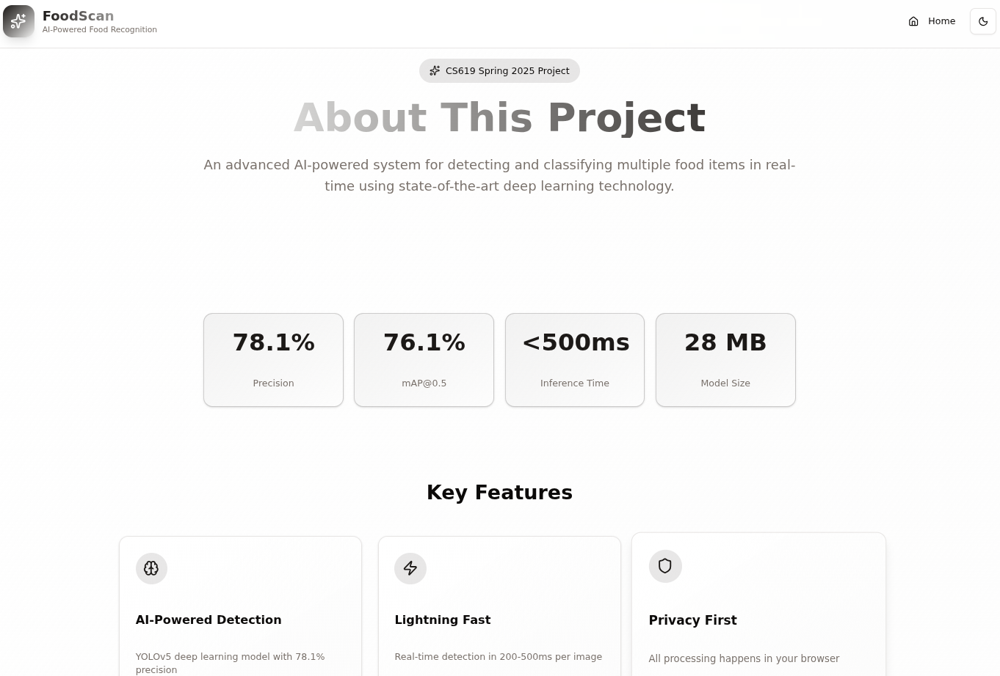 FoodScan
AI-Powered Food Recognition
Home
CS619 Spring 2025 Project
About This Project
An advanced AI-powered system for detecting and classifying multiple food items in real-
time using state-of-the-art deep learning technology.
78.1%
Precision
76.1%
mAP@0.5
<500ms
Inference Time
28 MB
Model Size
Key Features
AI-Powered Detection
YOLOv5 deep learning model with 78.1%
precision
Lightning Fast
Real-time detection in 200-500ms per image
Privacy First
All processing happens in your browser